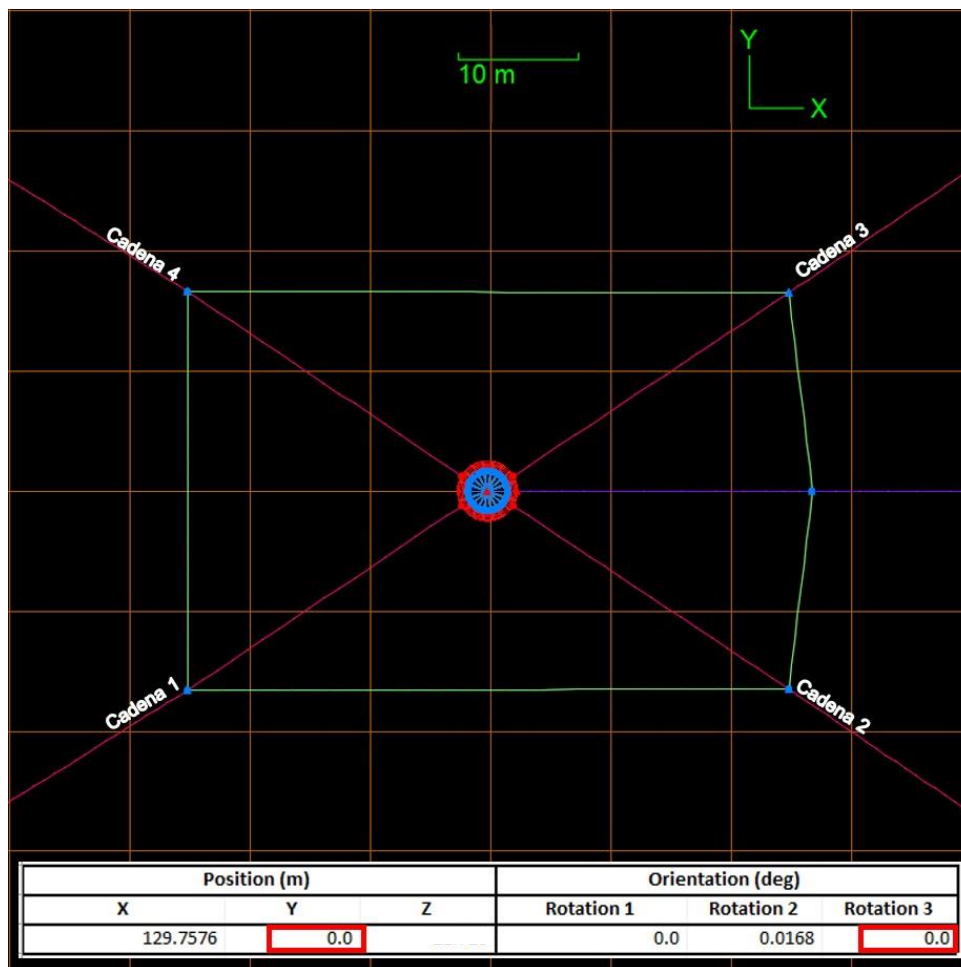 Y
10 m
X
Cadena 4
Cadena 3
Cadena 1
Cadena 2
Position (m) Orientation (deg)
X Y Z Rotation 1 Rotation 2 Rotation 3
129.7576 0.0 0.0 0.0168 0.0